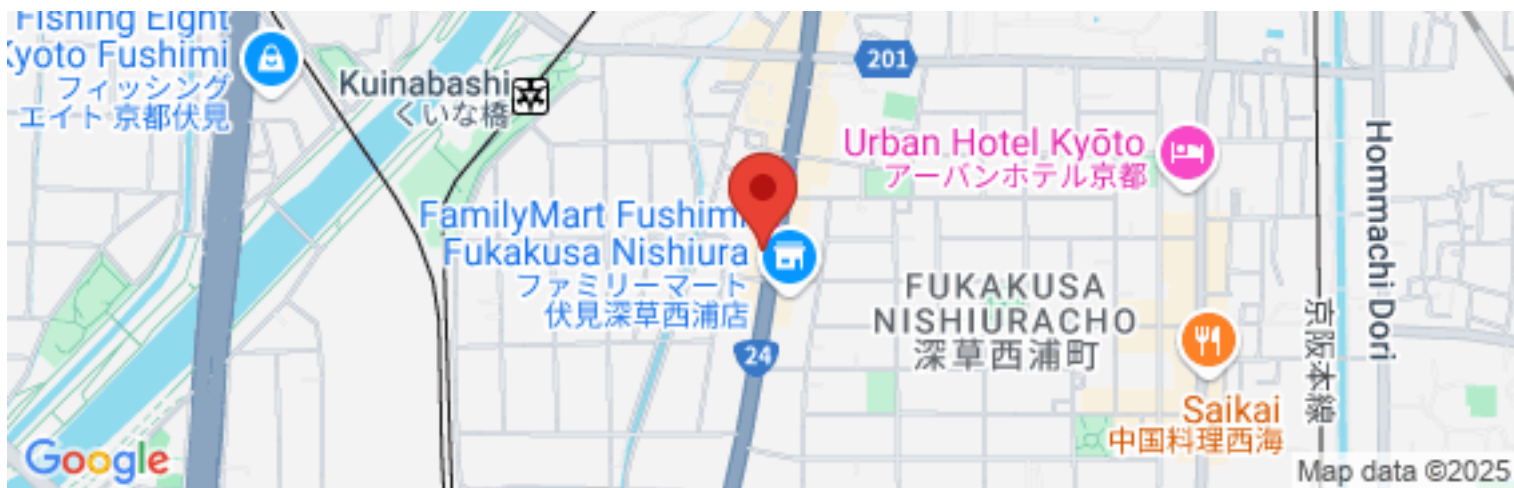 Fishing Eight
Kyoto Fushimi
フィッシング
エイト 京都伏見
Kuinabashi
くいな橋
201
Urban Hotel Kyōto
アーバンホテル京都
Hommachi Dori
FamilyMart Fushimi
Fukakusa Nishiura
ファミリーマート
伏見深草西浦店
FUKAKUSA
NISHIURACHO
深草西浦町
24
京阪本線
Saikai
中国料理西海
Google
Map data ©2025